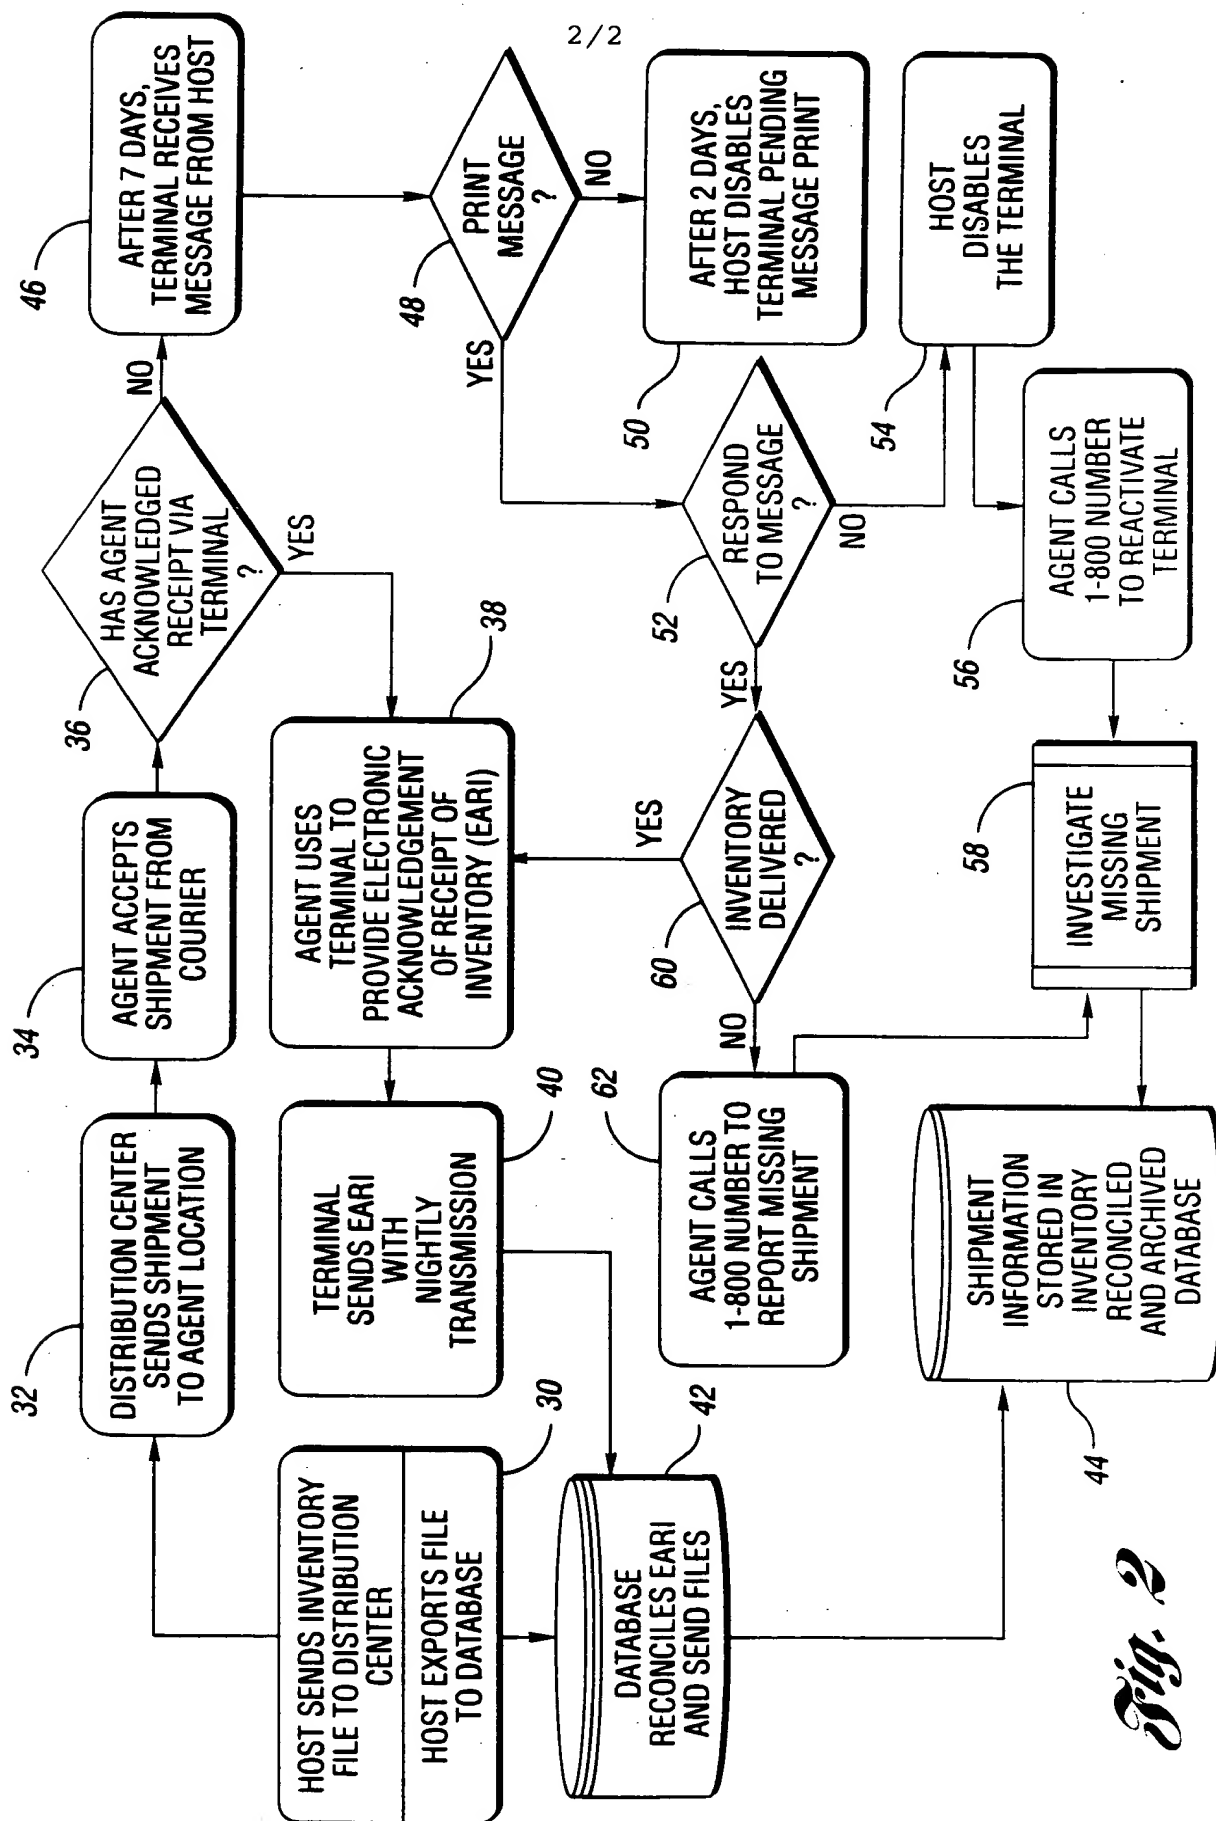 2/2
32
DISTRIBUTION CENTER
SENDS SHIPMENT
TO AGENT LOCATION
34
AGENT ACCEPTS
SHIPMENT FROM
COURIER
36
HAS AGENT
ACKNOWLEDGED
RECEIPT VIA
TERMINAL
?
NO
YES
46
AFTER 7 DAYS,
TERMINAL RECEIVES
MESSAGE FROM HOST
HOST SENDS INVENTORY
FILE TO DISTRIBUTION
CENTER
HOST EXPORTS FILE
TO DATABASE
30
TERMINAL
SENDS EARI
WITH
NIGHTLY
TRANSMISSION
40
AGENT USES
TERMINAL TO
PROVIDE ELECTRONIC
ACKNOWLEDGEMENT
OF RECEIPT OF
INVENTORY (EARI)
38
48
PRINT
MESSAGE
?
YES
NO
DATABASE
RECONCILES EARI
AND SEND FILES
42
62
AGENT CALLS
1-800 NUMBER TO
REPORT MISSING
SHIPMENT
NO
60
INVENTORY
DELIVERED
?
YES
YES
52
RESPOND
TO MESSAGE
?
NO
50
AFTER 2 DAYS,
HOST DISABLES
TERMINAL PENDING
MESSAGE PRINT
54
HOST
DISABLES
THE TERMINAL
SHIPMENT
INFORMATION
STORED IN
INVENTORY
RECONCILED
AND ARCHIVED
DATABASE
44
58
INVESTIGATE
MISSING
SHIPMENT
56
AGENT CALLS
1-800 NUMBER
TO REACTIVATE
TERMINAL
Fig. 2